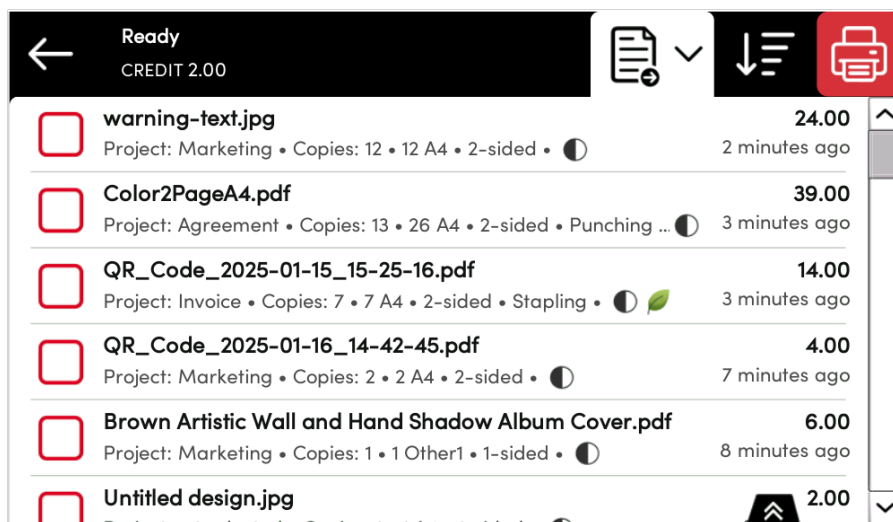 Ready
CREDIT 2.00
warning-text.jpg 24.00
Project: Marketing • Copies: 12 • 12 A4 • 2-sided • 2 minutes ago
Color2PageA4.pdf 39.00
Project: Agreement • Copies: 13 • 26 A4 • 2-sided • Punching ... 3 minutes ago
QR_Code_2025-01-15_15-25-16.pdf 14.00
Project: Invoice • Copies: 7 • 7 A4 • 2-sided • Stapling • 3 minutes ago
QR_Code_2025-01-16_14-42-45.pdf 4.00
Project: Marketing • Copies: 2 • 2 A4 • 2-sided • 7 minutes ago
Brown Artistic Wall and Hand Shadow Album Cover.pdf 6.00
Project: Marketing • Copies: 1 • 1 Other1 • 1-sided • 8 minutes ago
Untitled design.jpg 2.00